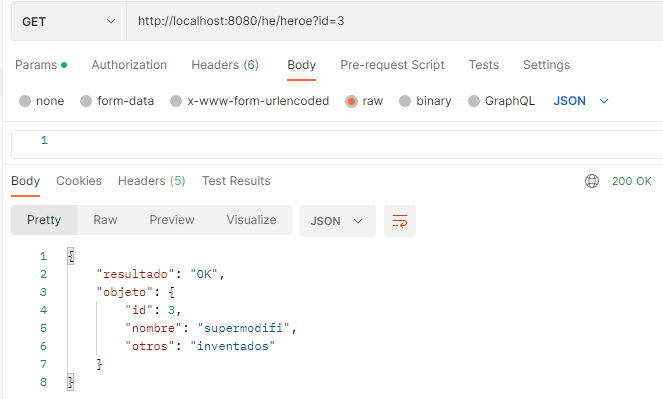 GET http://localhost:8080/he/heroe?id=3
Params Authorization Headers (6) Body Pre-request Script Tests Settings
none form-data x-www-form-urlencoded raw binary GraphQL JSON
1
Body Cookies Headers (5) Test Results 200 OK
Pretty Raw Preview Visualize JSON
1 {
2 "resultado": "OK",
3 "objeto": {
4 "id": 3,
5 "nombre": "supermodifi",
6 "otros": "inventados"
7 }
8 }